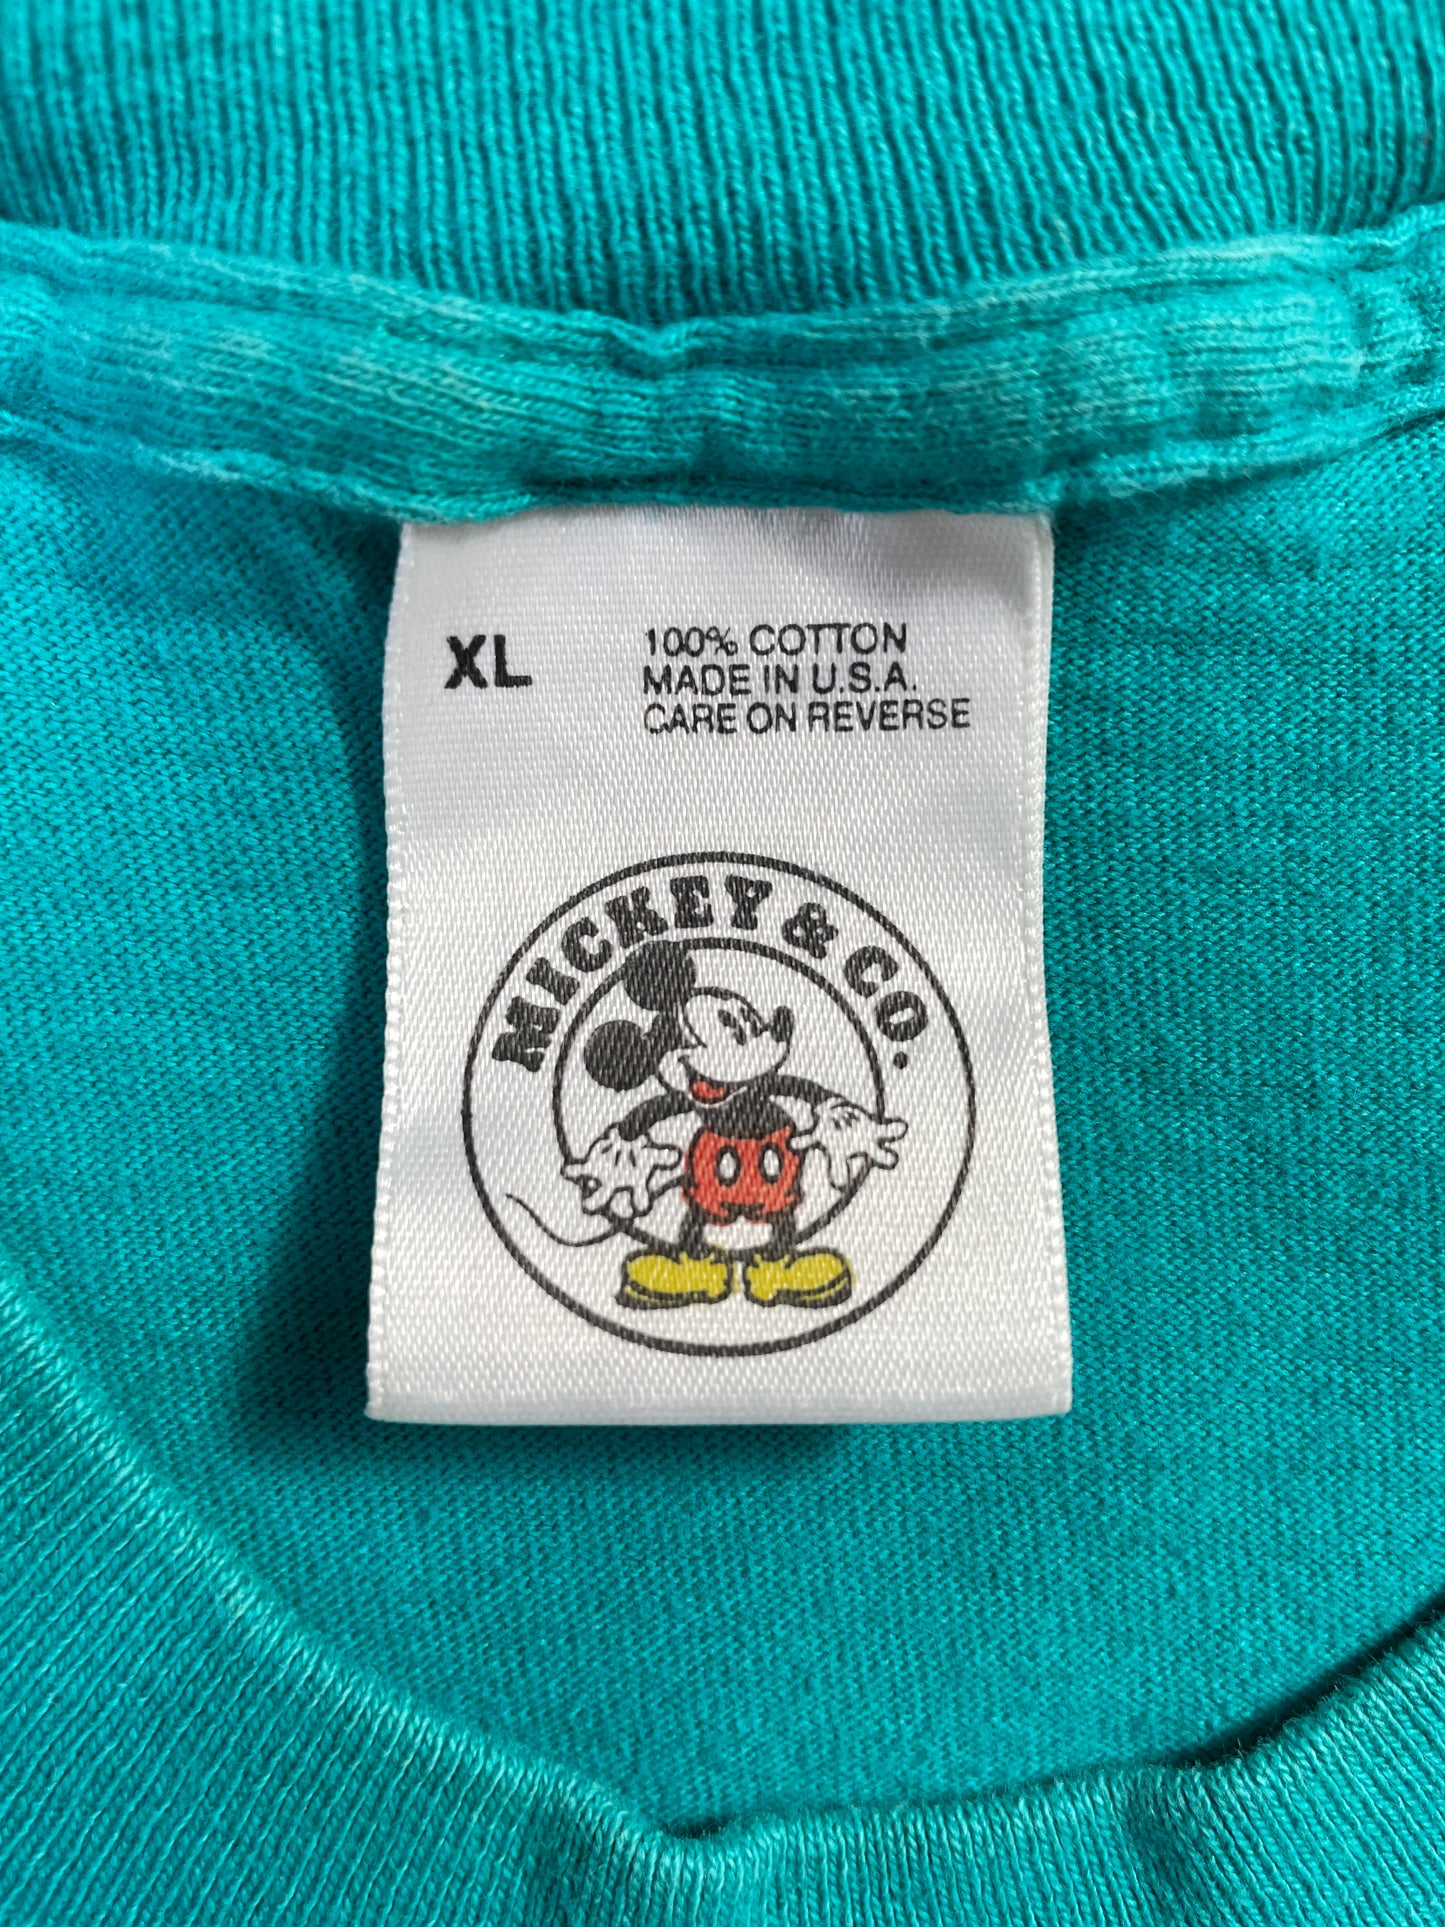 XL
100% COTTON
MADE IN U.S.A.
CARE ON REVERSE
MICKEY & CO.